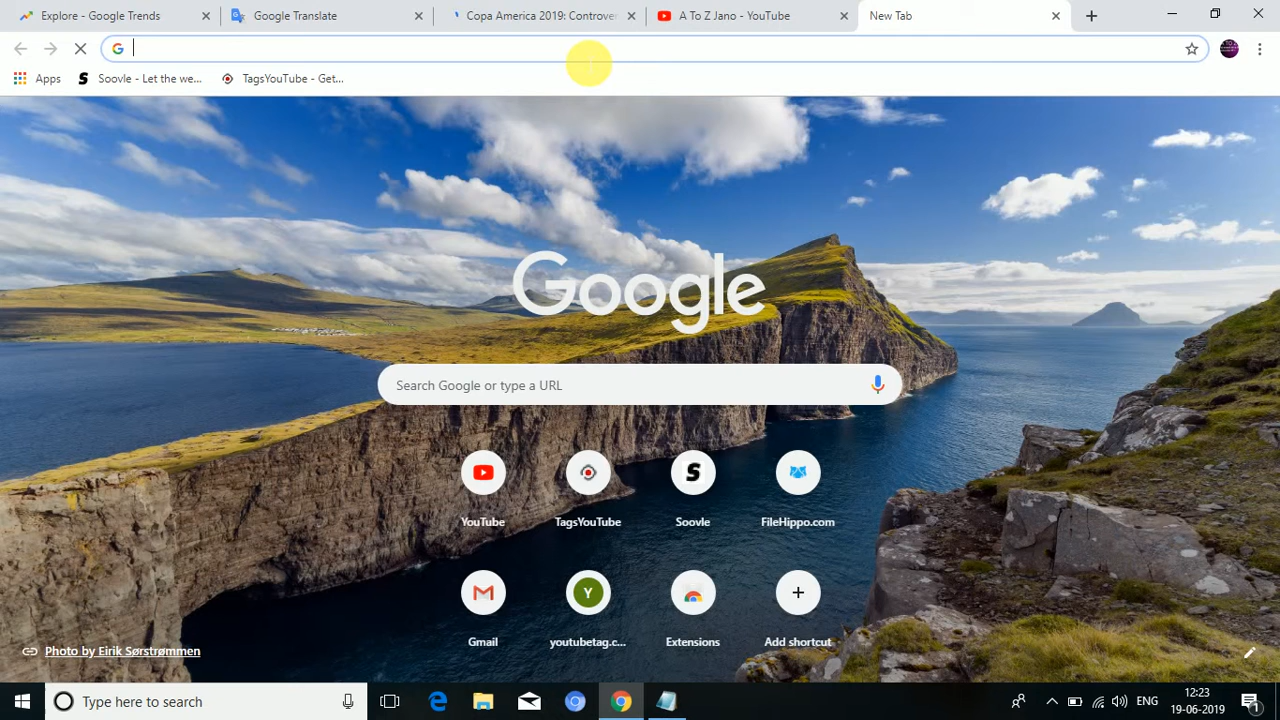 Explore - Google Trends
Google Translate
Copa America 2019: Controver
A To Z Jano - YouTube
New Tab
Apps
Soovle - Let the we...
TagsYouTube - Get...
Google
Search Google or type a URL
YouTube
TagsYouTube
Soovle
FileHippo.com
Gmail
youtubetag.c...
Extensions
Add shortcut
Photo by Eirik Sørstrømmen
Type here to search
ENG
12:23
19-06-2019